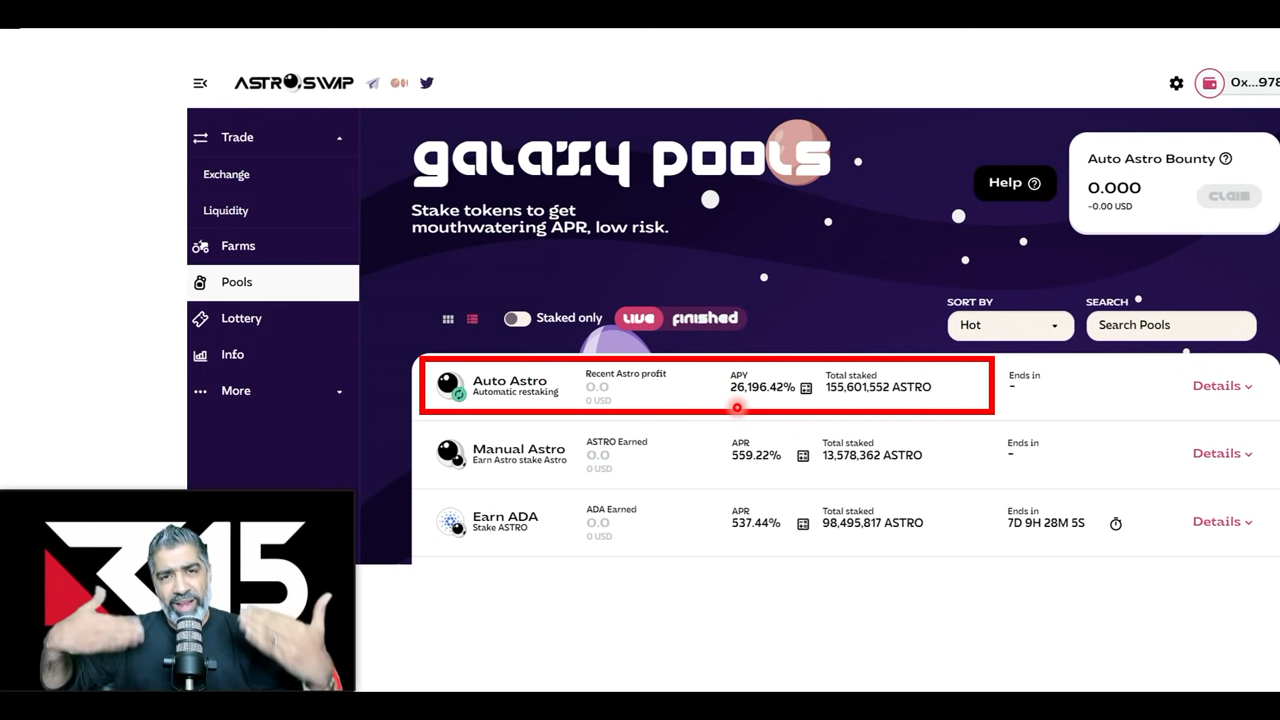 ASTROSWAP
0x...978
Trade
Exchange
Liquidity
Farms
Pools
Lottery
Info
More
galaxy pools
Stake tokens to get
mouthwatering APR, low risk.
Help
Auto Astro Bounty
0.000
~0.00 USD
CLAIM
Staked only
LIVE
finished
SORT BY
Hot
SEARCH
Search Pools
Auto Astro
Automatic restaking
Recent Astro profit
0.0
0 USD
APY
26,196.42%
Total staked
155,601,552 ASTRO
Ends in
-
Details
Manual Astro
Earn Astro stake Astro
ASTRO Earned
0.0
0 USD
APR
559.22%
Total staked
13,578,362 ASTRO
Ends in
-
Details
Earn ADA
Stake ASTRO
ADA Earned
0.0
0 USD
APR
537.44%
Total staked
98,495,817 ASTRO
Ends in
7D 9H 28M 5S
Details